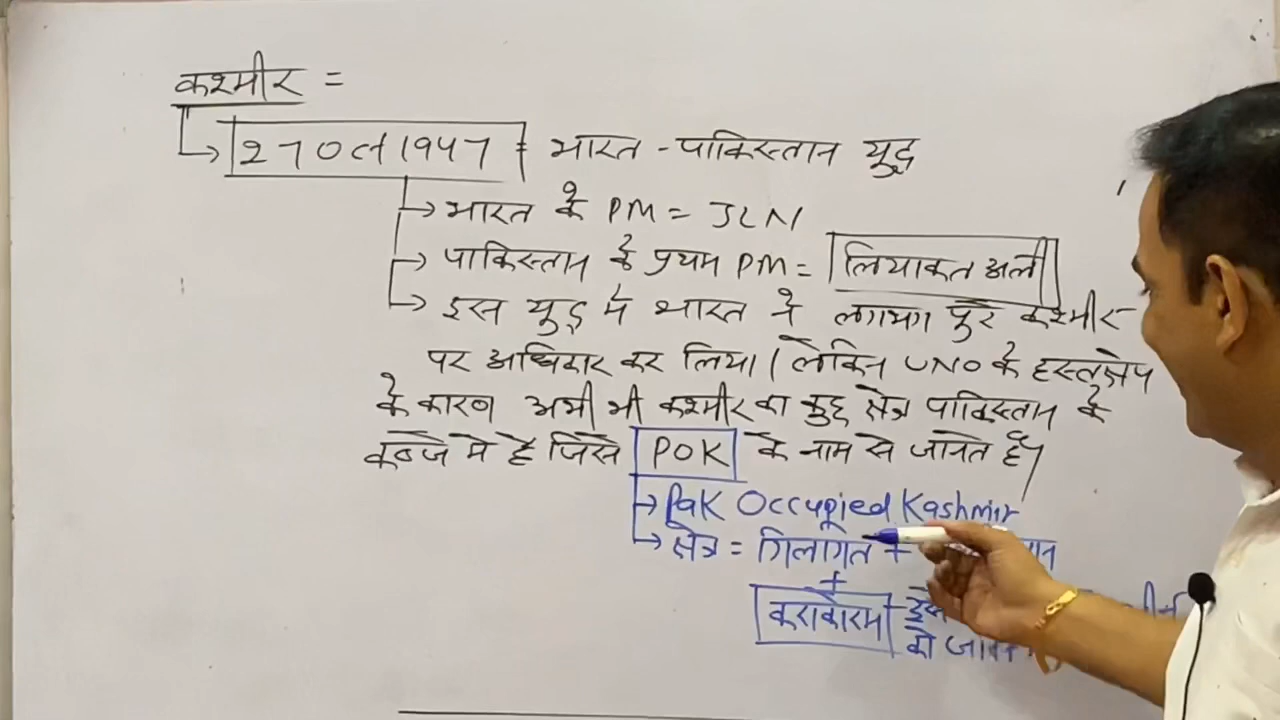 कश्मीर =
27 Oct 1947 = भारत - पाकिस्तान युद्ध
भारत के PM = JLN
पाकिस्तान के प्रथम PM = लियाकत अली
इस युद्ध में भारत ने लगभग पूरे कश्मीर
पर अधिकार कर लिया। लेकिन UNO के हस्तक्षेप
के कारण अभी भी कश्मीर का कुछ क्षेत्र पाकिस्तान के
कब्जे में है जिसे POK के नाम से जानते हैं।
Pak Occupied Kashmir
क्षेत्र = गिलगित +
+
कराकोरम
को